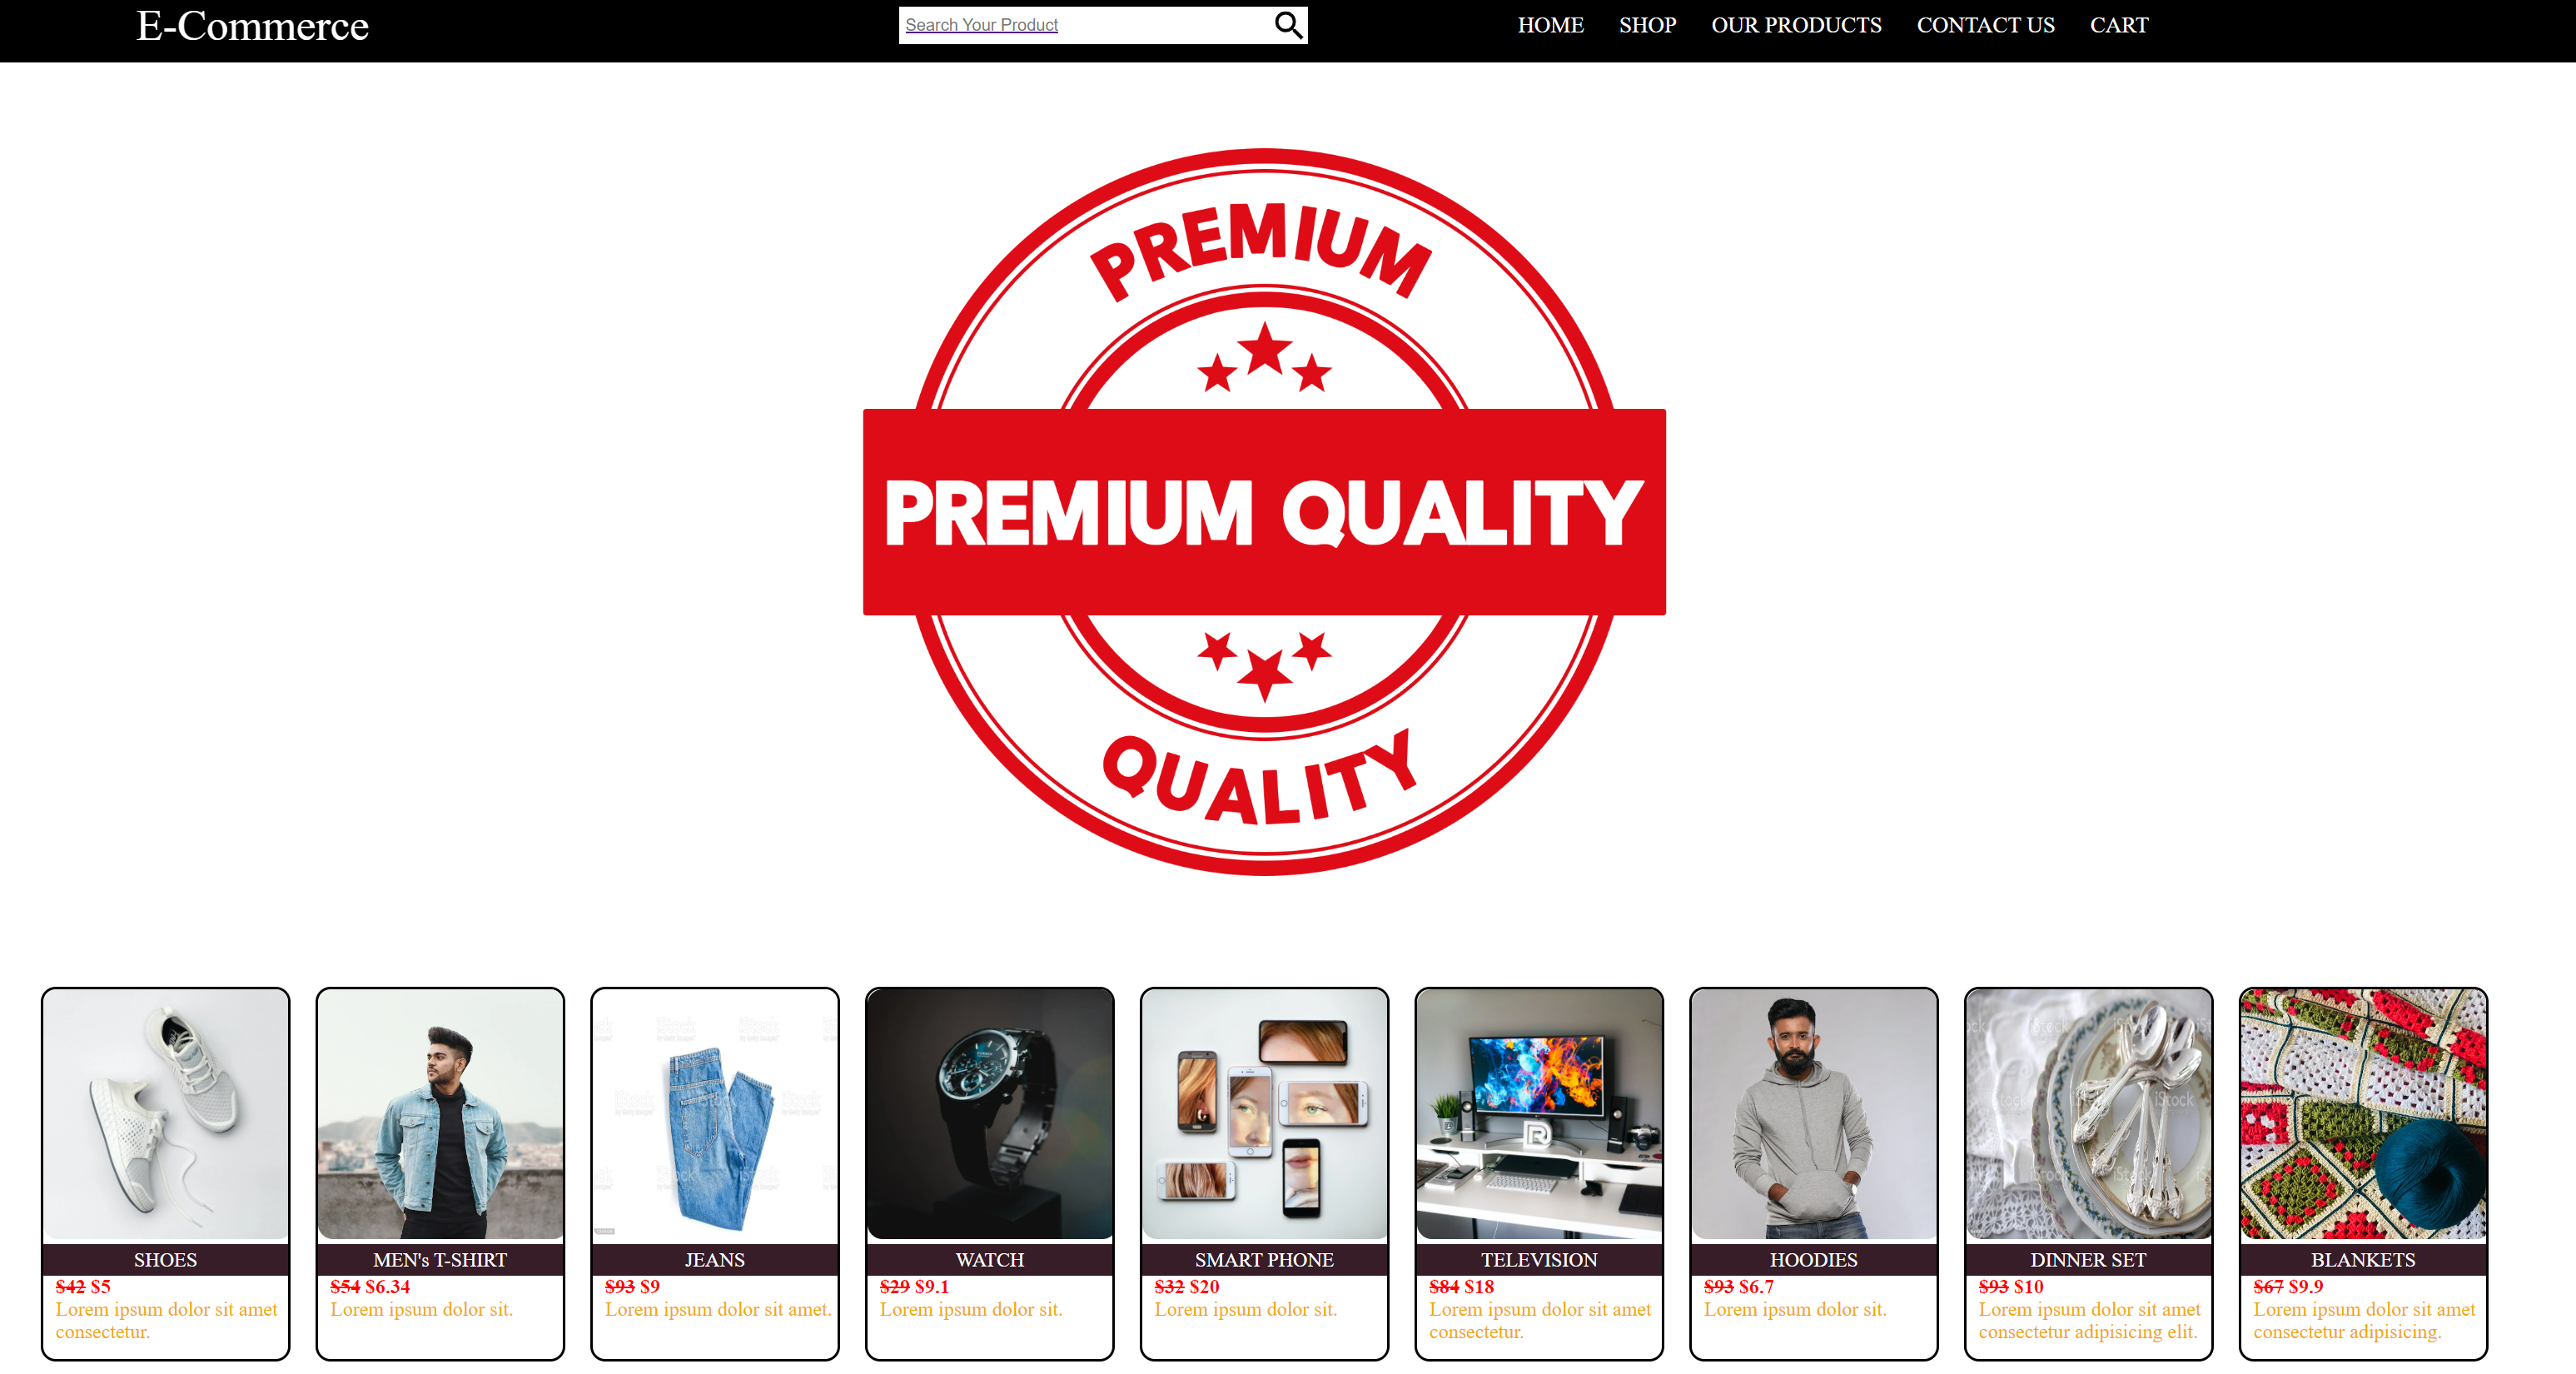 E-Commerce
Search Your Product
HOME SHOP OUR PRODUCTS CONTACT US CART
PREMIUM
PREMIUM QUALITY
QUALITY
iStock
iStock
SHOES
$42 $5
Lorem ipsum dolor sit amet
consectetur.
MEN's T-SHIRT
$54 $6.34
Lorem ipsum dolor sit.
JEANS
$93 $9
Lorem ipsum dolor sit amet.
WATCH
$29 $9.1
Lorem ipsum dolor sit.
SMART PHONE
$32 $20
Lorem ipsum dolor sit.
TELEVISION
$84 $18
Lorem ipsum dolor sit amet
consectetur.
HOODIES
$93 $6.7
Lorem ipsum dolor sit.
DINNER SET
$93 $10
Lorem ipsum dolor sit amet
consectetur adipisicing elit.
BLANKETS
$67 $9.9
Lorem ipsum dolor sit amet
consectetur adipisicing.